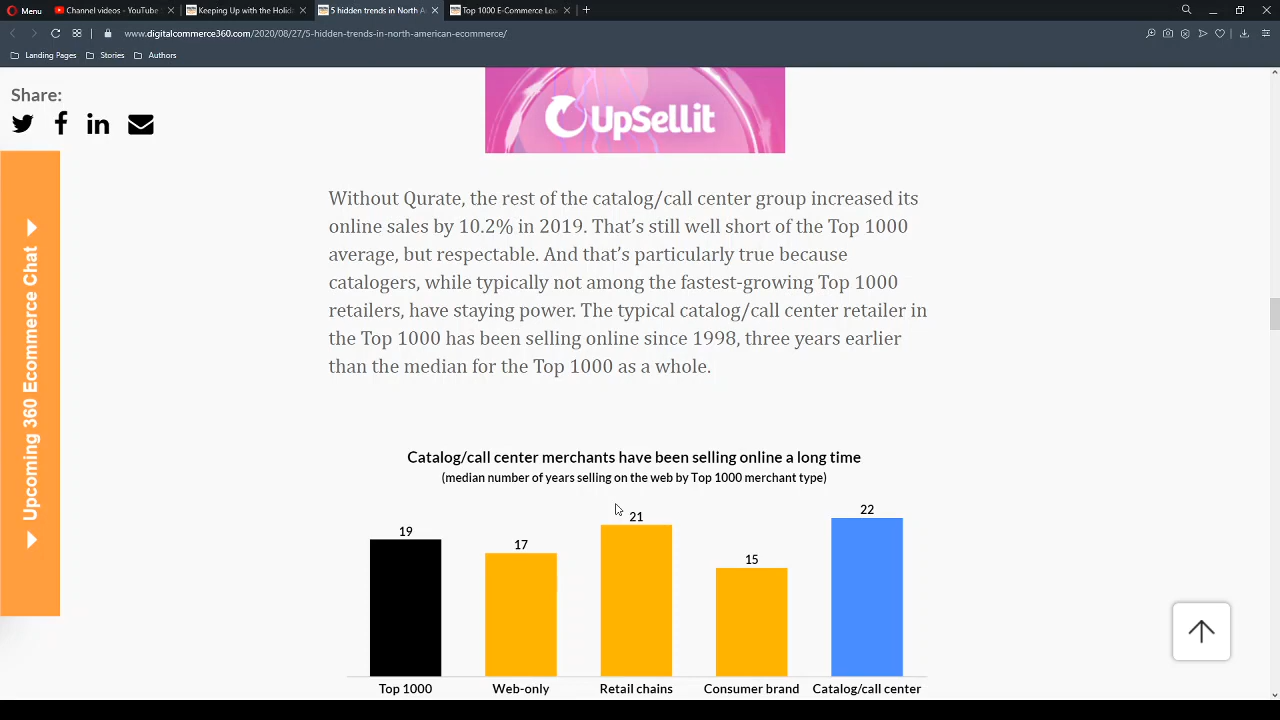 Menu
Channel videos - YouTube S
Keeping Up with the Holid
5 hidden trends in North A
Top 1000 E-Commerce Lea
www.digitalcommerce360.com/2020/08/27/5-hidden-trends-in-north-american-ecommerce/
Landing Pages
Stories
Authors
Share:
Upcoming 360 Ecommerce Chat
UpSellit
Without Qurate, the rest of the catalog/call center group increased its
online sales by 10.2% in 2019. That's still well short of the Top 1000
average, but respectable. And that's particularly true because
catalogers, while typically not among the fastest-growing Top 1000
retailers, have staying power. The typical catalog/call center retailer in
the Top 1000 has been selling online since 1998, three years earlier
than the median for the Top 1000 as a whole.
Catalog/call center merchants have been selling online a long time
(median number of years selling on the web by Top 1000 merchant type)
19
17
21
15
22
Top 1000
Web-only
Retail chains
Consumer brand
Catalog/call center